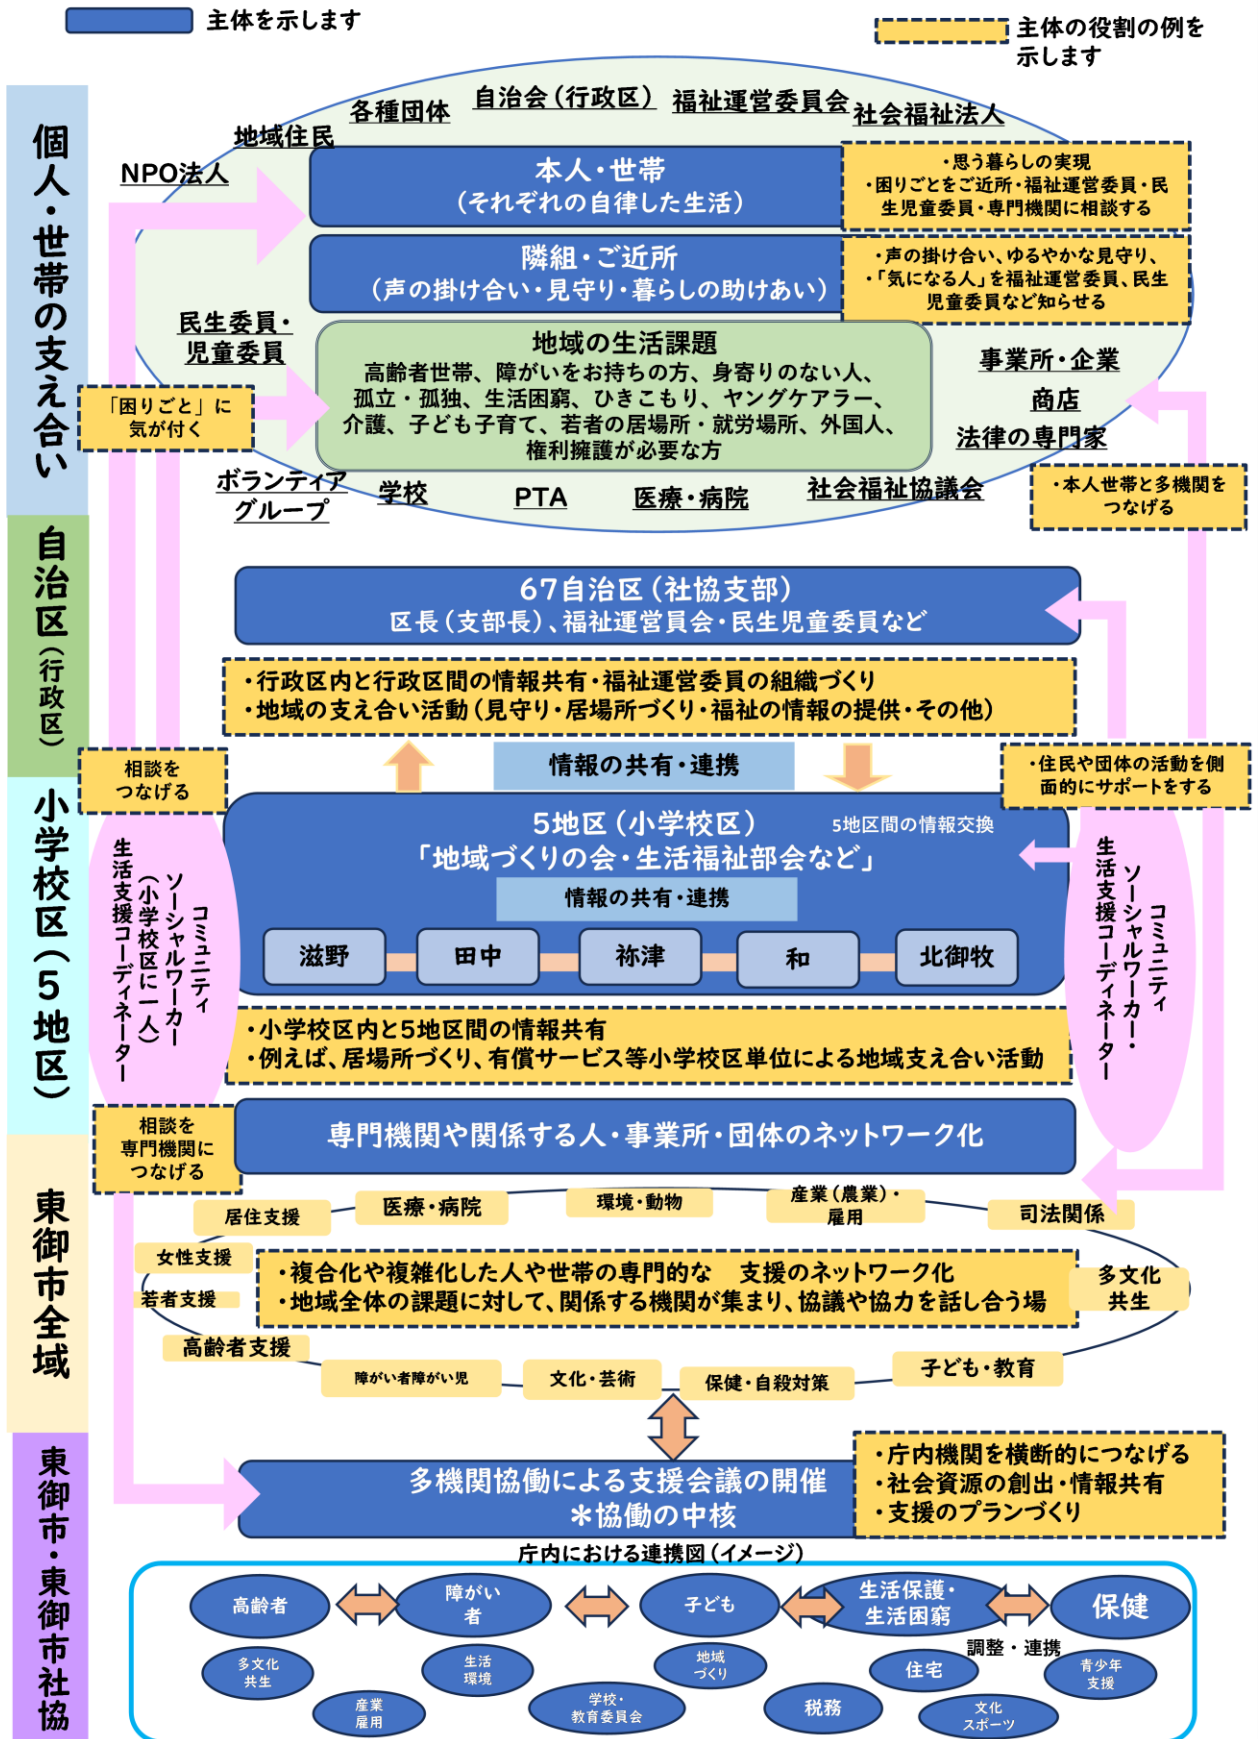 主体を示します
主体の役割の例を
示します
個人・世帯の支え合い
各種団体
自治会(行政区)
福祉運営委員会
社会福祉法人
地域住民
NPO法人
本人・世帯
(それぞれの自律した生活)
・思う暮らしの実現
・困りごとをご近所・福祉運営委員・民
生児童委員・専門機関に相談する
隣組・ご近所
(声の掛け合い・見守り・暮らしの助けあい)
・声の掛け合い、ゆるやかな見守り、
・「気になる人」を福祉運営委員、民生
児童委員など知らせる
民生委員・
児童委員
地域の生活課題
高齢者世帯、障がいをお持ちの方、身寄りのない人、
孤立・孤独、生活困窮、ひきこもり、ヤングケアラー、
介護、子ども子育て、若者の居場所・就労場所、外国人、
権利擁護が必要な方
事業所・企業
商店
法律の専門家
「困りごと」に
気が付く
ボランティア
グループ
学校
PTA
医療・病院
社会福祉協議会
・本人世帯と多機関を
つなげる
自治区(行政区)
67自治区(社協支部)
区長(支部長)、福祉運営員会・民生児童委員など
・行政区内と行政区間の情報共有・福祉運営委員の組織づくり
・地域の支え合い活動(見守り・居場所づくり・福祉の情報の提供・その他)
相談を
つなげる
情報の共有・連携
・住民や団体の活動を側
面的にサポートをする
小学校区(5地区)
コミュニティ
ソーシャルワーカー
(小学校区に一人)
生活支援コーディネーター
5地区(小学校区)
5地区間の情報交換
「地域づくりの会・生活福祉部会など」
情報の共有・連携
滋野
田中
祢津
和
北御牧
コミュニティ
ソーシャルワーカー・
生活支援コーディネーター
・小学校区内と5地区間の情報共有
・例えば、居場所づくり、有償サービス等小学校区単位による地域支え合い活動
相談を
専門機関に
つなげる
専門機関や関係する人・事業所・団体のネットワーク化
東御市全域
居住支援
医療・病院
環境・動物
産業(農業)・
雇用
司法関係
女性支援
若者支援
・複合化や複雑化した人や世帯の専門的な 支援のネットワーク化
・地域全体の課題に対して、関係する機関が集まり、協議や協力を話し合う場
多文化
共生
高齢者支援
障がい者障がい児
文化・芸術
保健・自殺対策
子ども・教育
東御市・東御市社協
多機関協働による支援会議の開催
＊協働の中核
・庁内機関を横断的につなげる
・社会資源の創出・情報共有
・支援のプランづくり
庁内における連携図(イメージ)
高齢者
障がい
者
子ども
生活保護・
生活困窮
保健
調整・連携
多文化
共生
生活
環境
地域
づくり
住宅
青少年
支援
産業
雇用
学校・
教育委員会
税務
文化
スポーツ